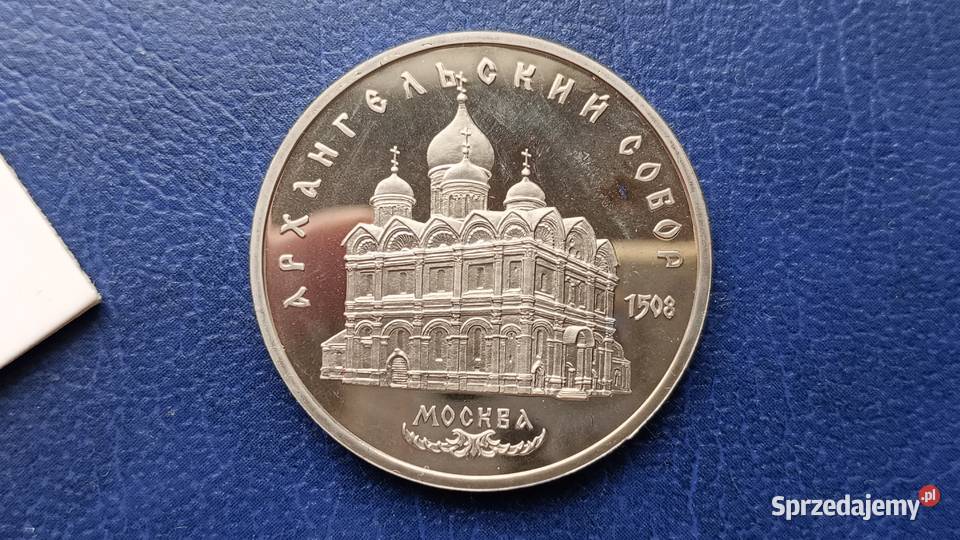 АРХАНГЕЛЬСКИЙ СОБОР
1508
МОСКВА
Sprzedajemy.pl